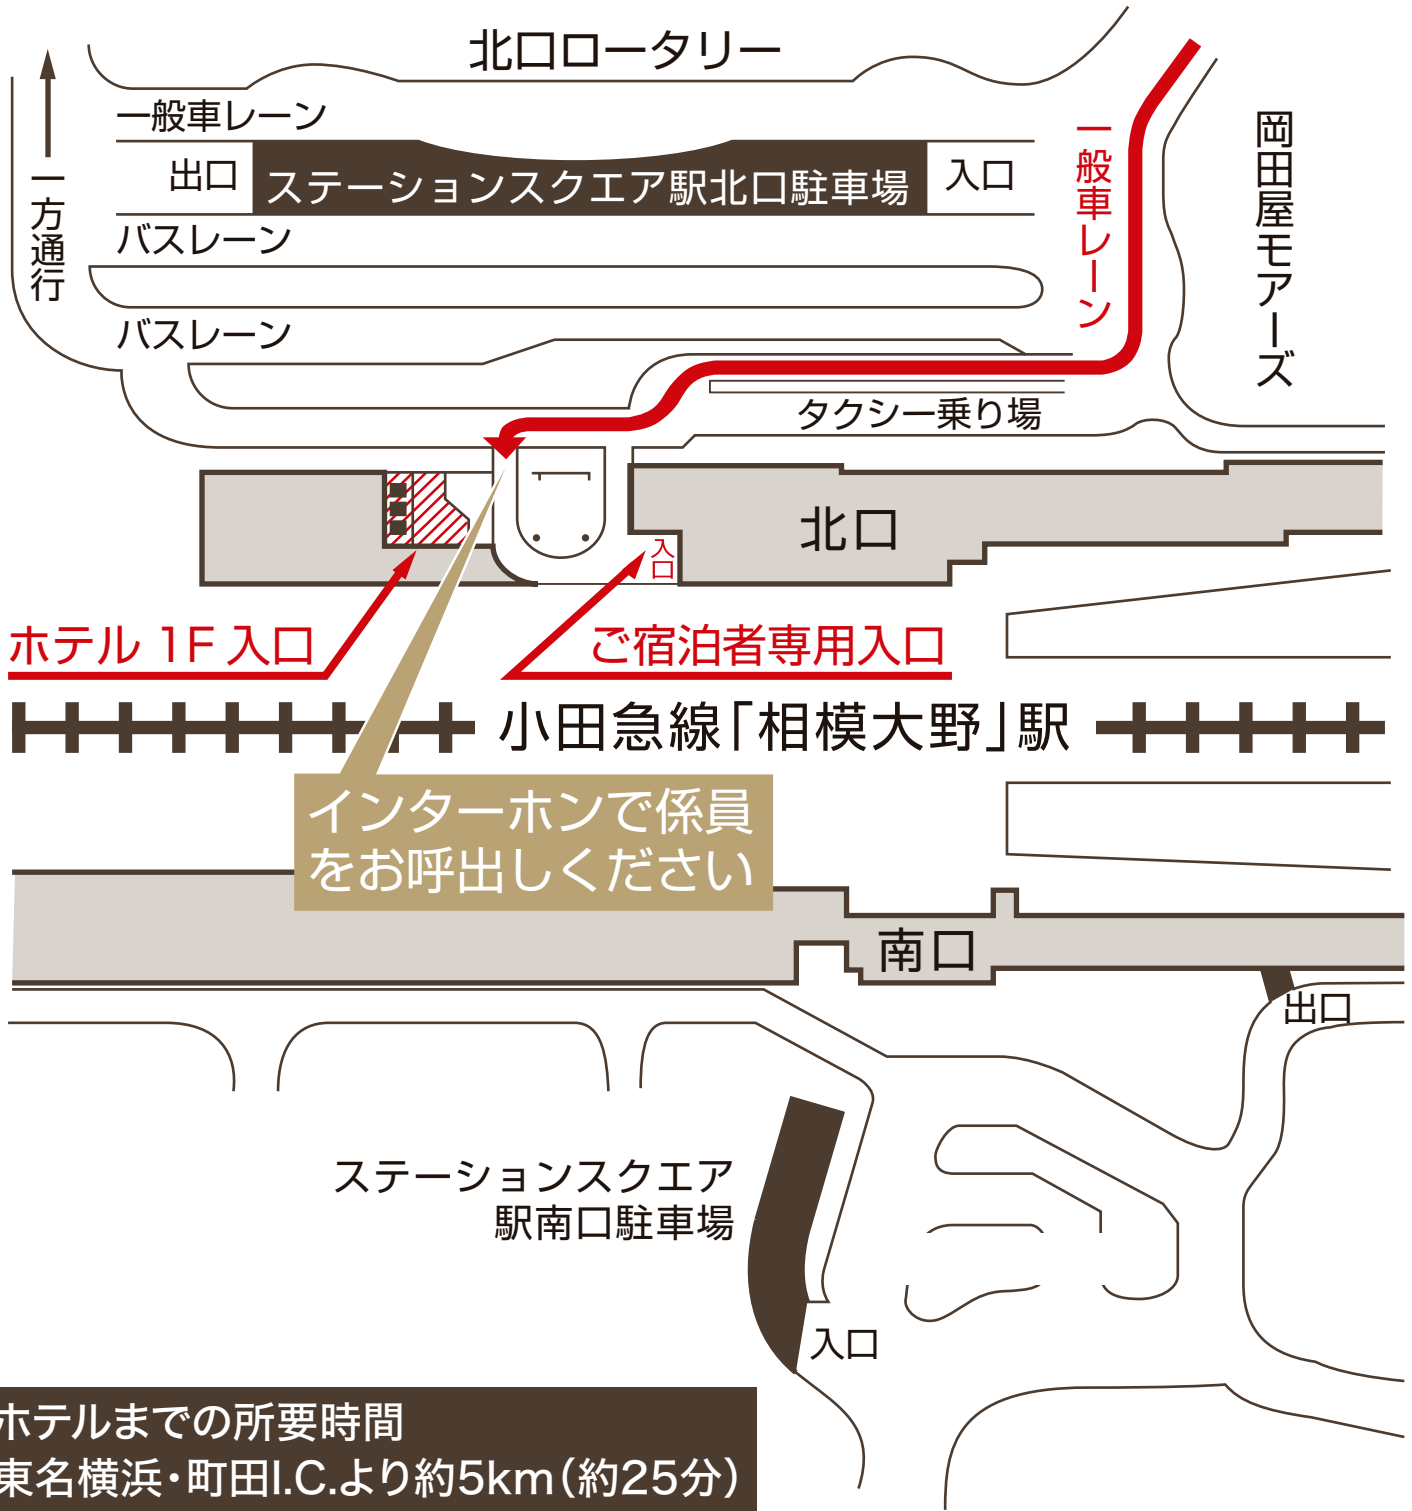 北口ロータリー
一般車レーン
出口
ステーションスクエア駅北口駐車場
入口
一般車レーン
岡田屋モアーズ
一方通行
バスレーン
バスレーン
タクシー乗り場
北口
入口
ホテル 1F 入口
ご宿泊者専用入口
小田急線「相模大野」駅
インターホンで係員
をお呼出しください
南口
出口
ステーションスクエア
駅南口駐車場
入口
ホテルまでの所要時間
東名横浜・町田I.C.より約5km(約25分)